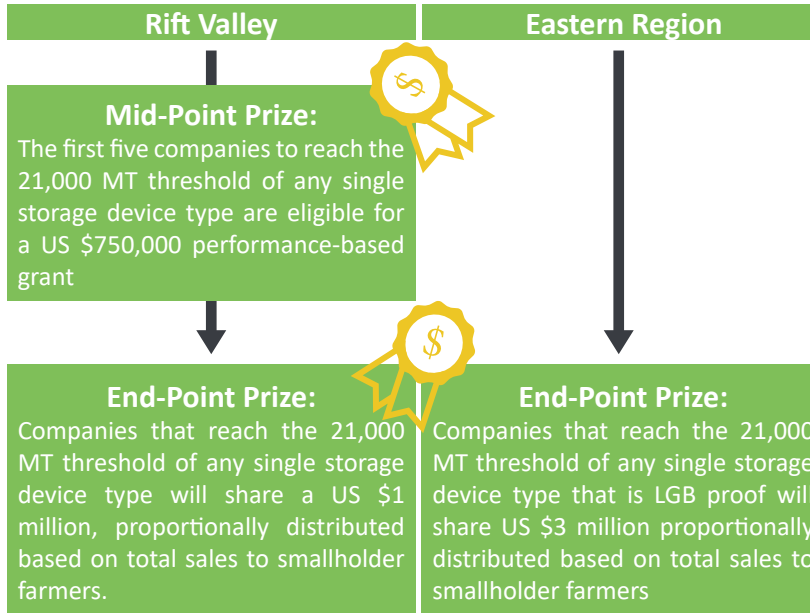 Rift Valley
Eastern Region
$
Mid-Point Prize:
The first five companies to reach the
21,000 MT threshold of any single
storage device type are eligible for
a US $750,000 performance-based
grant
$
End-Point Prize:
Companies that reach the 21,000
MT threshold of any single storage
device type will share a US $1
million, proportionally distributed
based on total sales to smallholder
farmers.
End-Point Prize:
Companies that reach the 21,000
MT threshold of any single storage
device type that is LGB proof will
share US $3 million proportionally
distributed based on total sales to
smallholder farmers